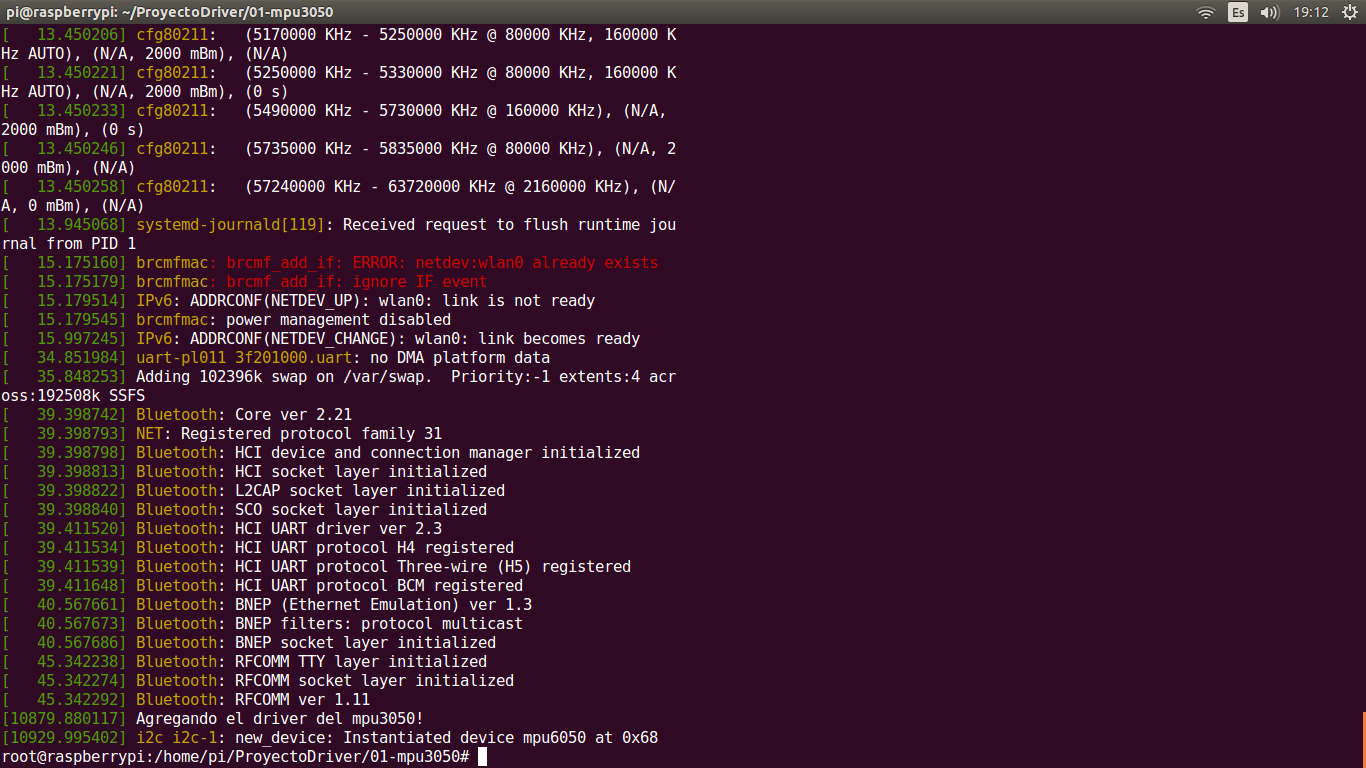 pi@raspberrypi: ~/ProyectoDriver/01-mpu3050 Es 19:12
[   13.450206] cfg80211:   (5170000 KHz - 5250000 KHz @ 80000 KHz, 160000 K
Hz AUTO), (N/A, 2000 mBm), (N/A)
[   13.450221] cfg80211:   (5250000 KHz - 5330000 KHz @ 80000 KHz, 160000 K
Hz AUTO), (N/A, 2000 mBm), (0 s)
[   13.450233] cfg80211:   (5490000 KHz - 5730000 KHz @ 160000 KHz), (N/A,
2000 mBm), (0 s)
[   13.450246] cfg80211:   (5735000 KHz - 5835000 KHz @ 80000 KHz), (N/A, 2
000 mBm), (N/A)
[   13.450258] cfg80211:   (57240000 KHz - 63720000 KHz @ 2160000 KHz), (N/
A, 0 mBm), (N/A)
[   13.945068] systemd-journald[119]: Received request to flush runtime jou
rnal from PID 1
[   15.175160] brcmfmac: brcmf_add_if: ERROR: netdev:wlan0 already exists
[   15.175179] brcmfmac: brcmf_add_if: ignore IF event
[   15.179514] IPv6: ADDRCONF(NETDEV_UP): wlan0: link is not ready
[   15.179545] brcmfmac: power management disabled
[   15.997245] IPv6: ADDRCONF(NETDEV_CHANGE): wlan0: link becomes ready
[   34.851984] uart-pl011 3f201000.uart: no DMA platform data
[   35.848253] Adding 102396k swap on /var/swap.  Priority:-1 extents:4 acr
oss:192508k SSFS
[   39.398742] Bluetooth: Core ver 2.21
[   39.398793] NET: Registered protocol family 31
[   39.398798] Bluetooth: HCI device and connection manager initialized
[   39.398813] Bluetooth: HCI socket layer initialized
[   39.398822] Bluetooth: L2CAP socket layer initialized
[   39.398840] Bluetooth: SCO socket layer initialized
[   39.411520] Bluetooth: HCI UART driver ver 2.3
[   39.411534] Bluetooth: HCI UART protocol H4 registered
[   39.411539] Bluetooth: HCI UART protocol Three-wire (H5) registered
[   39.411648] Bluetooth: HCI UART protocol BCM registered
[   40.567661] Bluetooth: BNEP (Ethernet Emulation) ver 1.3
[   40.567673] Bluetooth: BNEP filters: protocol multicast
[   40.567686] Bluetooth: BNEP socket layer initialized
[   45.342238] Bluetooth: RFCOMM TTY layer initialized
[   45.342274] Bluetooth: RFCOMM socket layer initialized
[   45.342292] Bluetooth: RFCOMM ver 1.11
[10879.880117] Agregando el driver del mpu3050!
[10929.995402] i2c i2c-1: new_device: Instantiated device mpu6050 at 0x68
root@raspberrypi:/home/pi/ProyectoDriver/01-mpu3050#